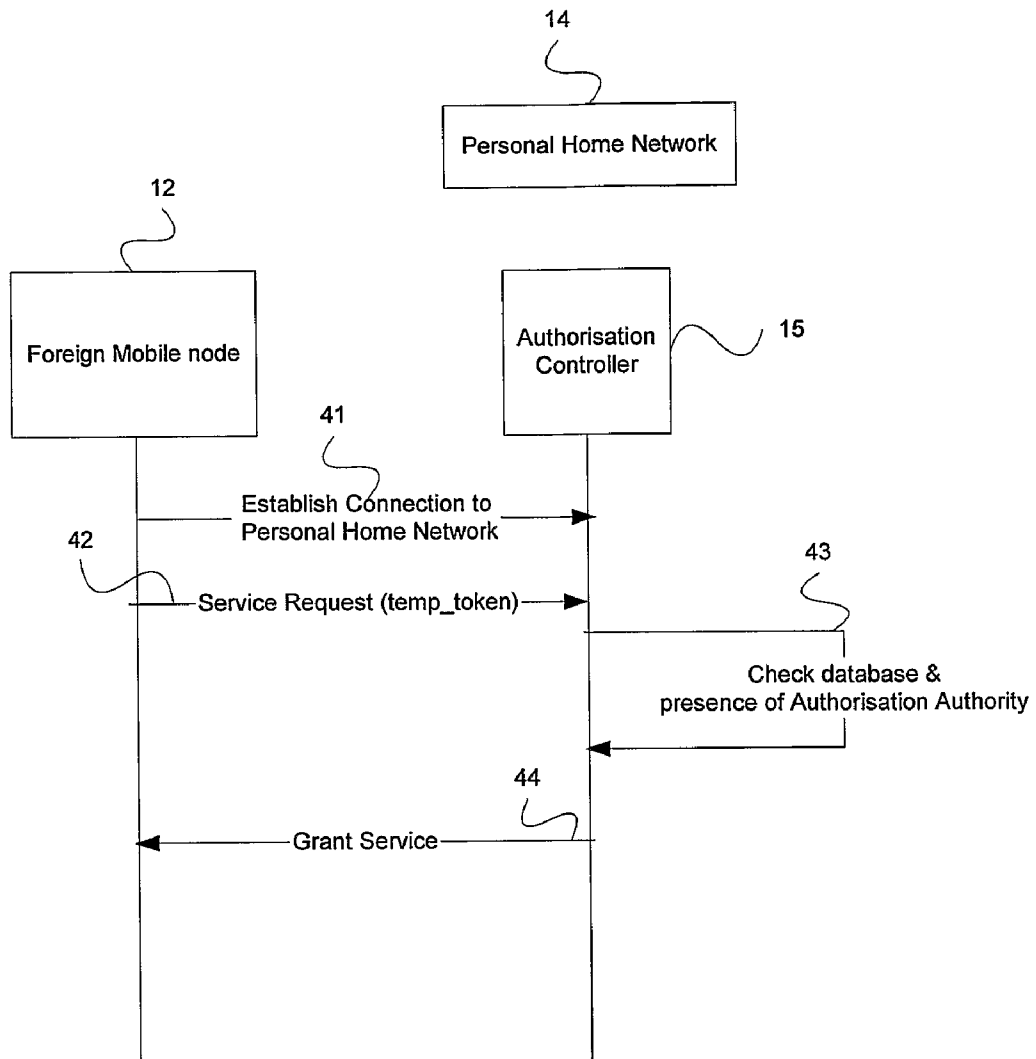 14
Personal Home Network
12
Foreign Mobile node
Authorisation
Controller
15
41
Establish Connection to
Personal Home Network
42
Service Request (temp_token)
43
Check database &
presence of Authorisation Authority
44
Grant Service